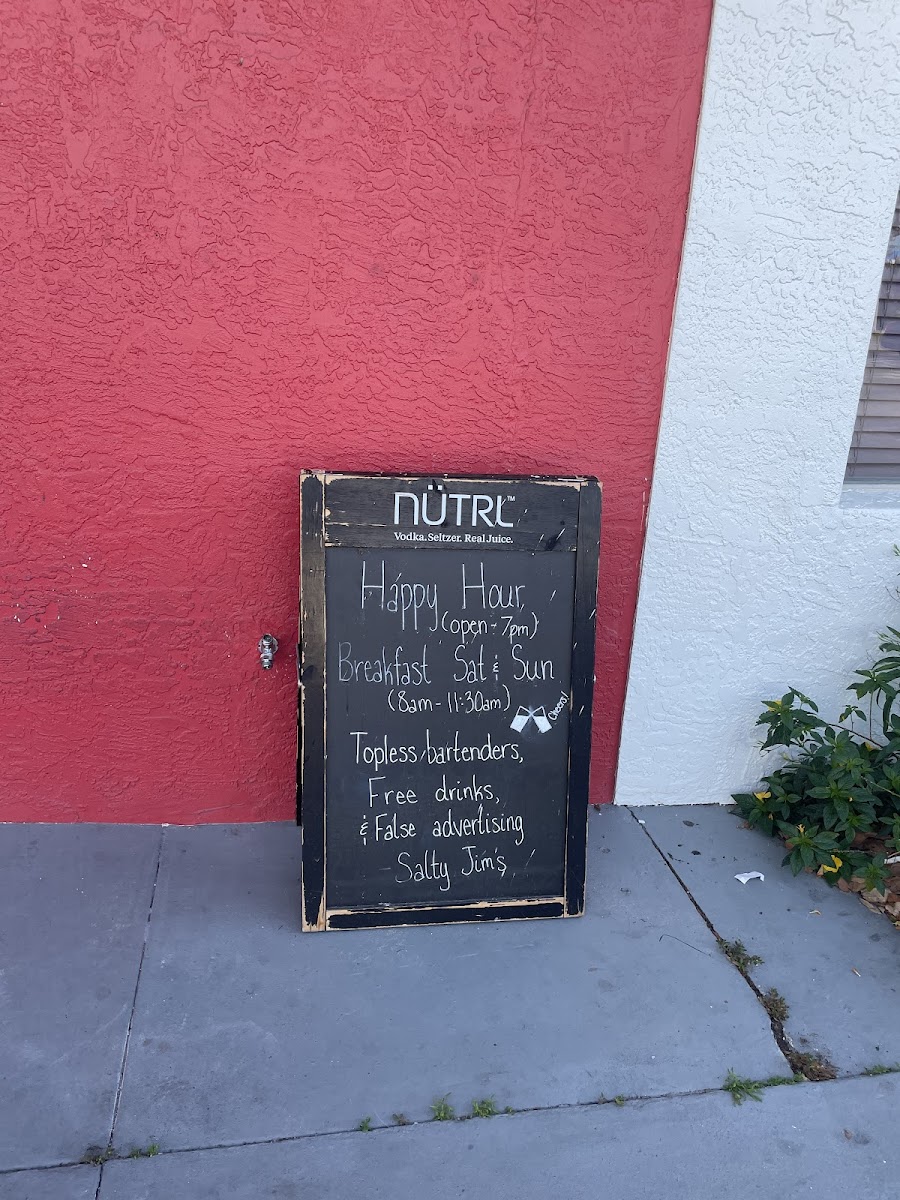 NÜTRL™
Vodka. Seltzer. Real Juice.
Happy Hour
(open - 7pm)
Breakfast Sat & Sun
(8am - 11:30am)
Cheers!
Topless bartenders,
Free drinks,
& False advertising
Salty Jim's